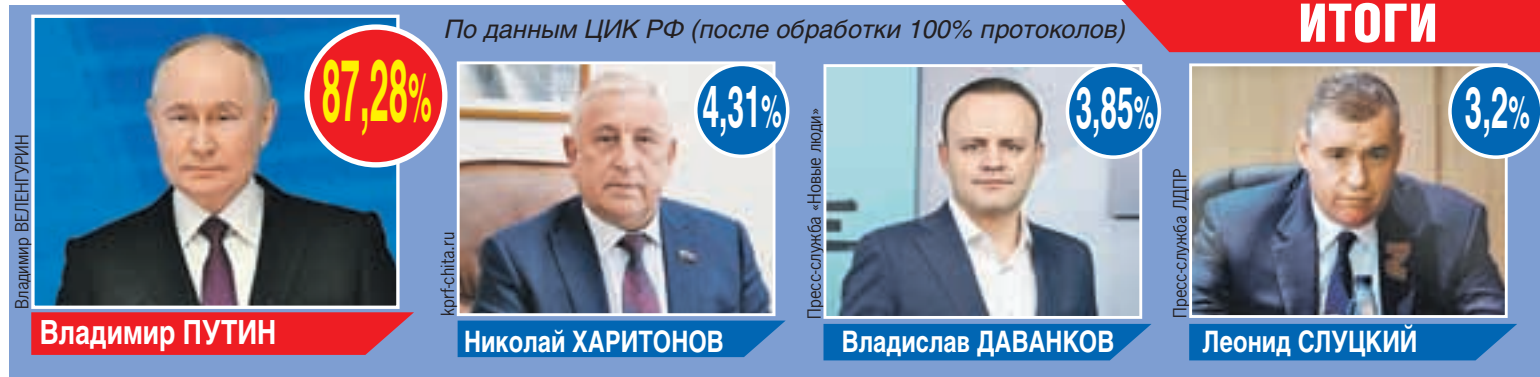 ИТОГИ
По данным ЦИК РФ (после обработки 100% протоколов)
87,28%
Владимир ВЕЛЕНГУРИН
Владимир ПУТИН
4,31%
kprf-chita.ru
Николай ХАРИТОНОВ
3,85%
Пресс-служба «Новые люди»
Владислав ДАВАНКОВ
3,2%
Пресс-служба ЛДПР
Леонид СЛУЦКИЙ